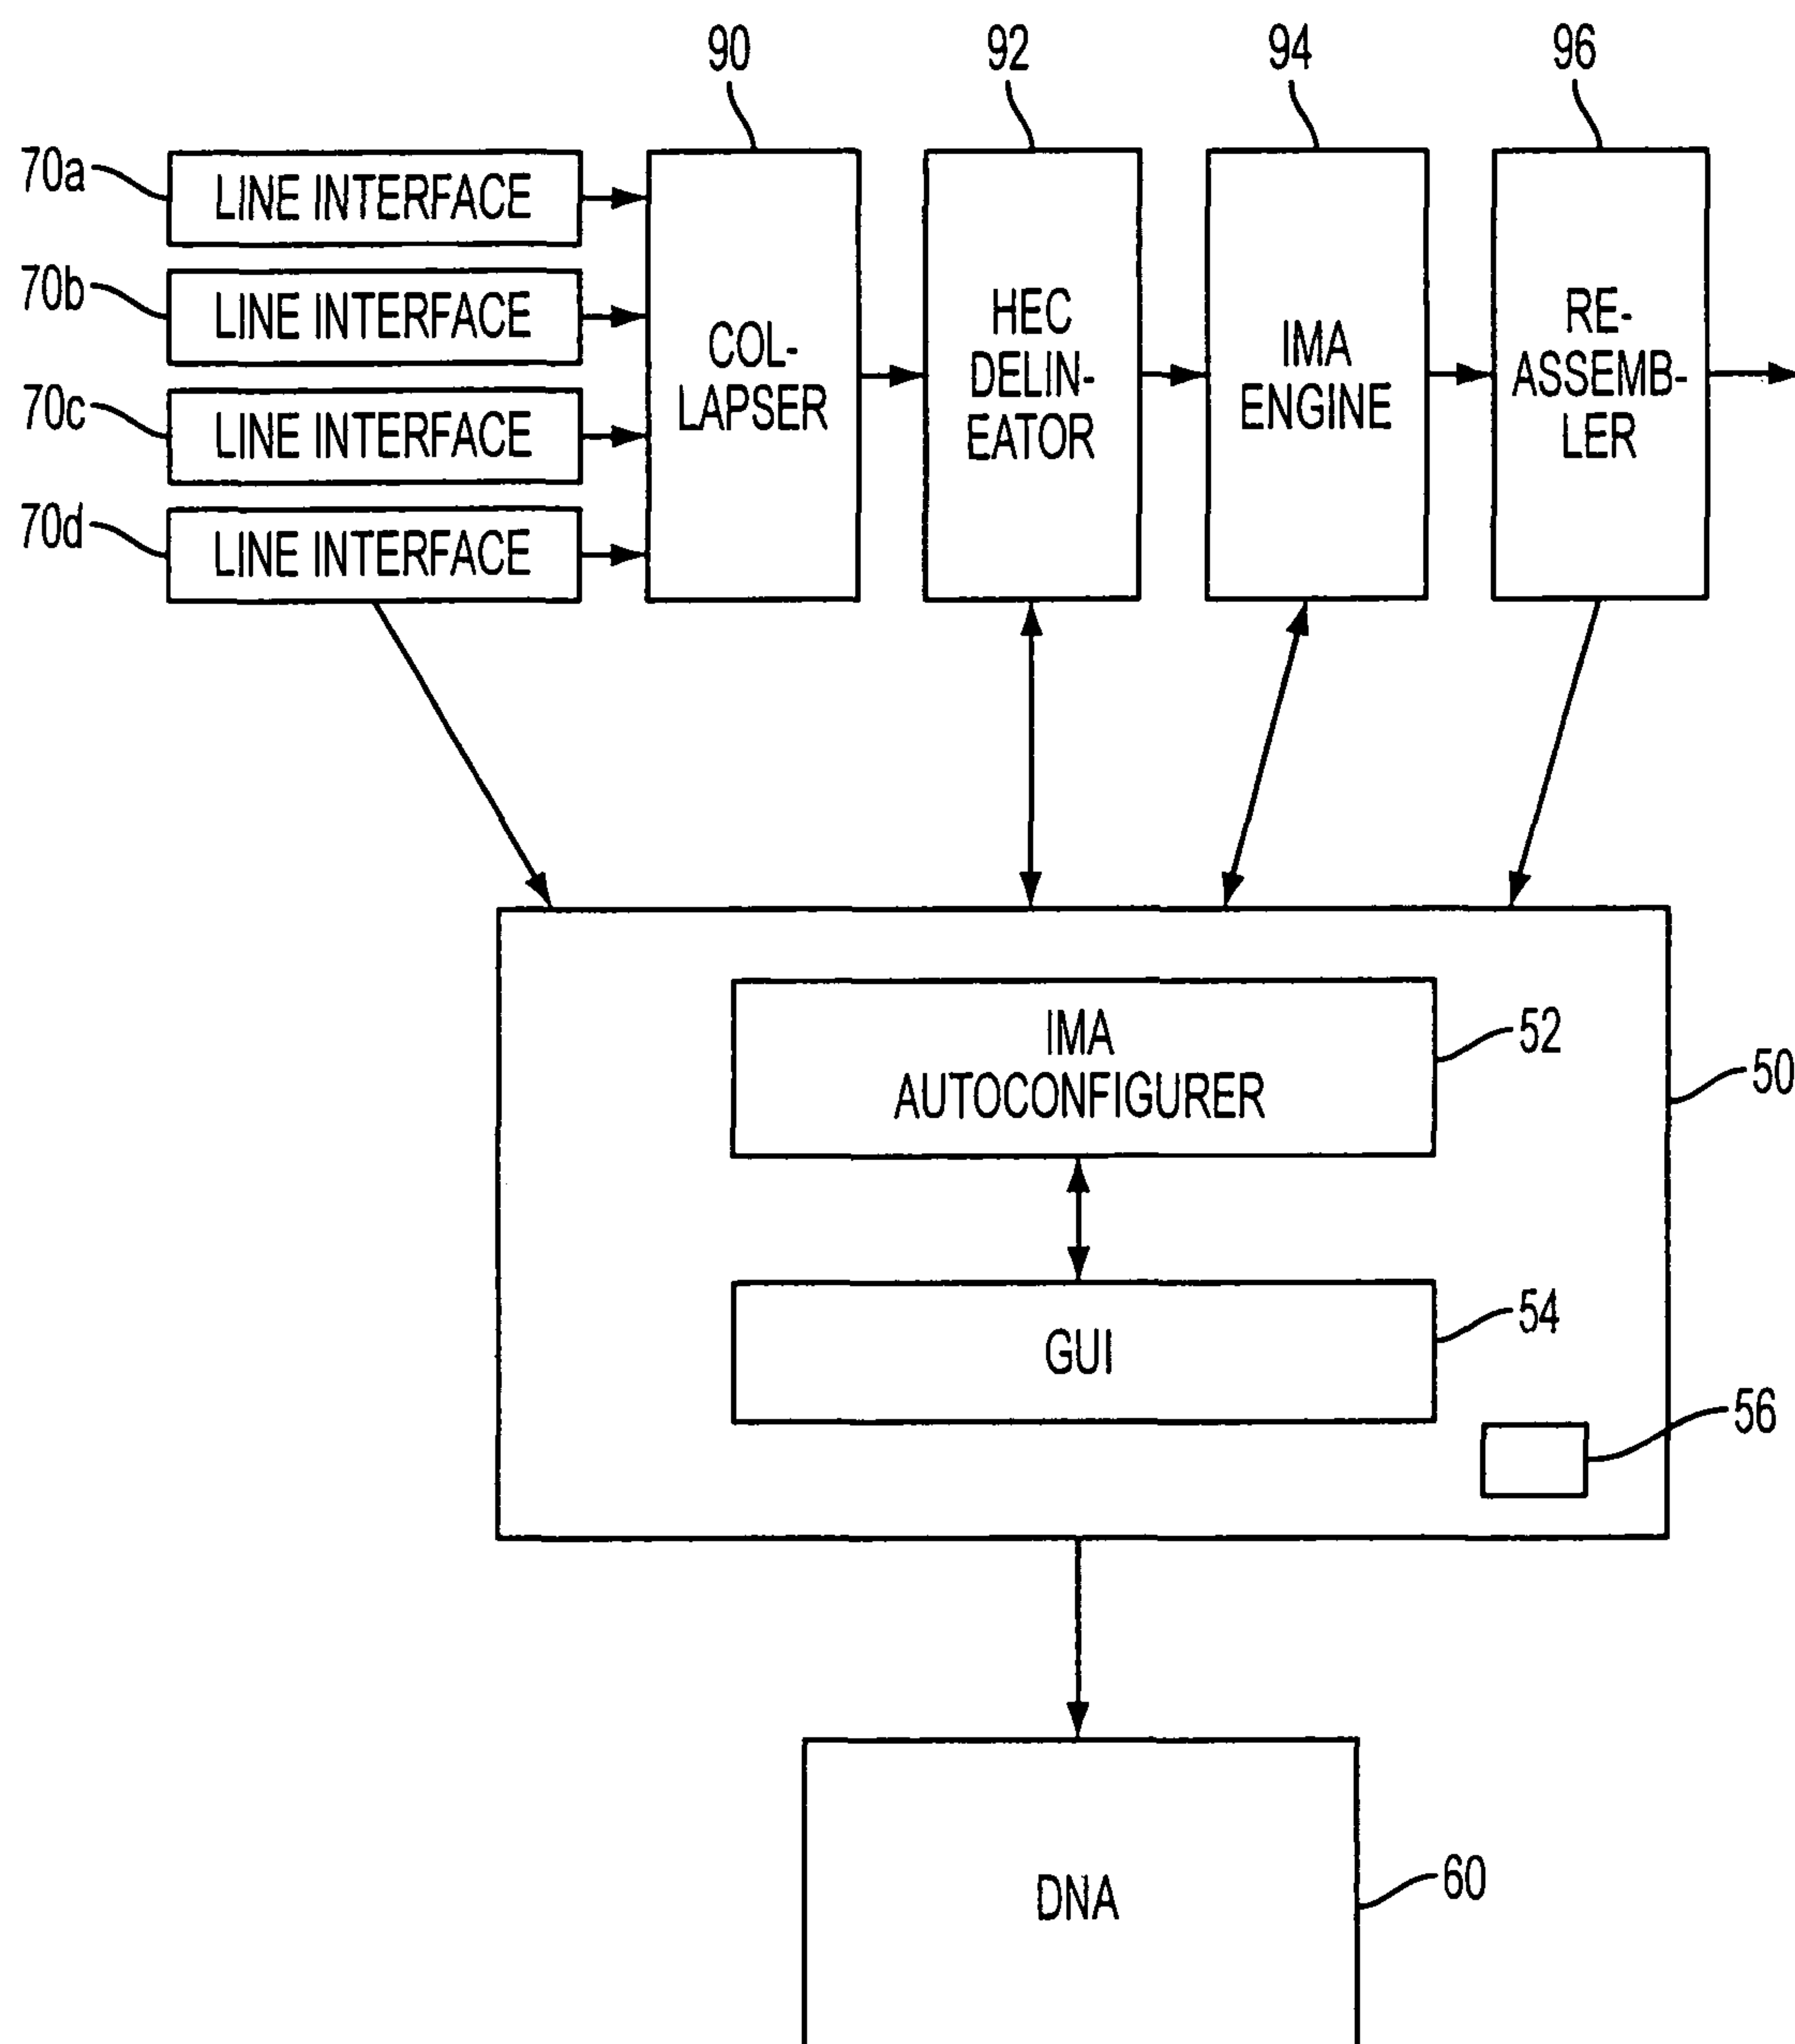 90
92
94
96
70a
LINE INTERFACE
70b
LINE INTERFACE
70c
LINE INTERFACE
70d
LINE INTERFACE
COL-
LAPSER
HEC
DELIN-
EATOR
IMA
ENGINE
RE-
ASSEMB-
LER
IMA
AUTOCONFIGURER
52
50
GUI
54
56
DNA
60